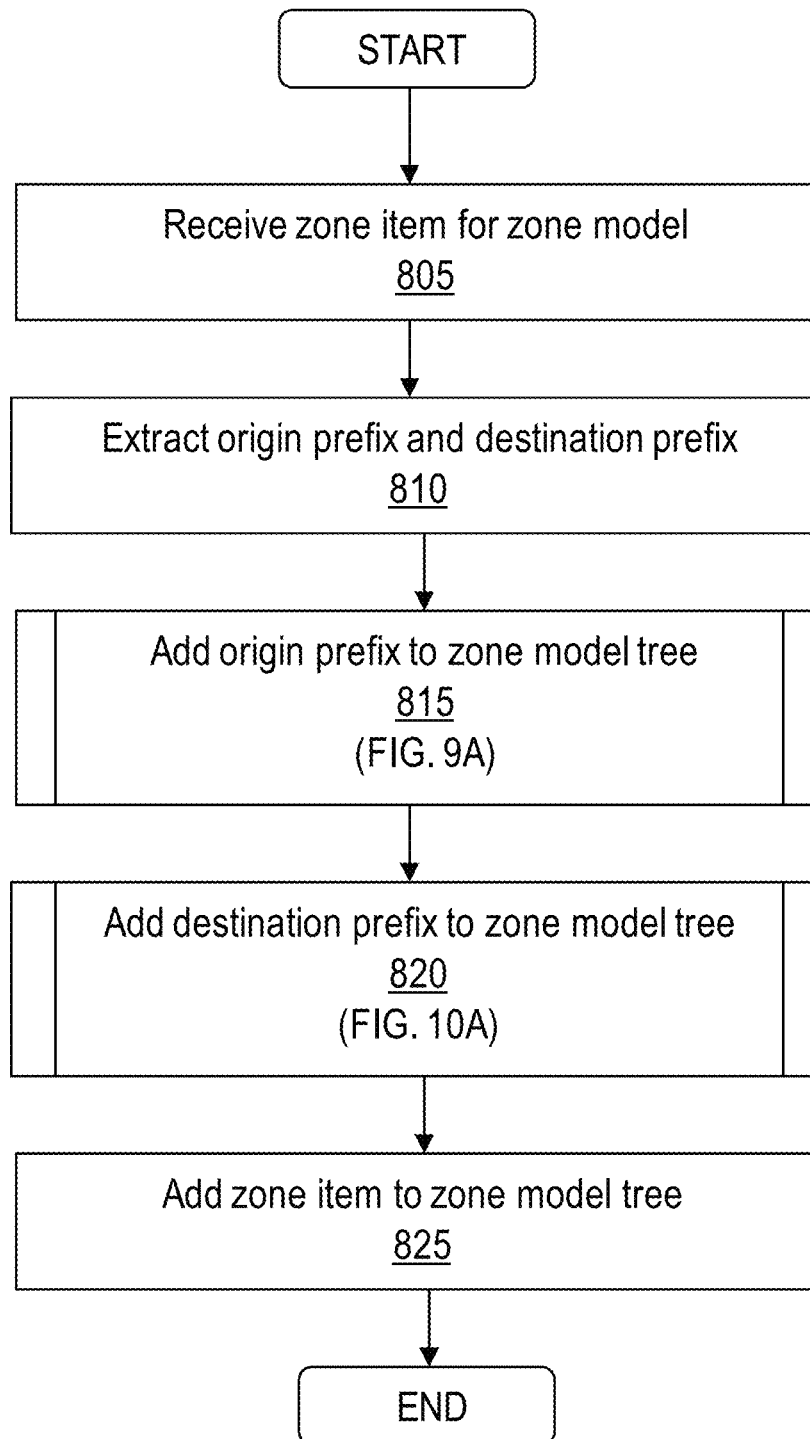 START
Receive zone item for zone model
805
Extract origin prefix and destination prefix
810
Add origin prefix to zone model tree
815
(FIG. 9A)
Add destination prefix to zone model tree
820
(FIG. 10A)
Add zone item to zone model tree
825
END